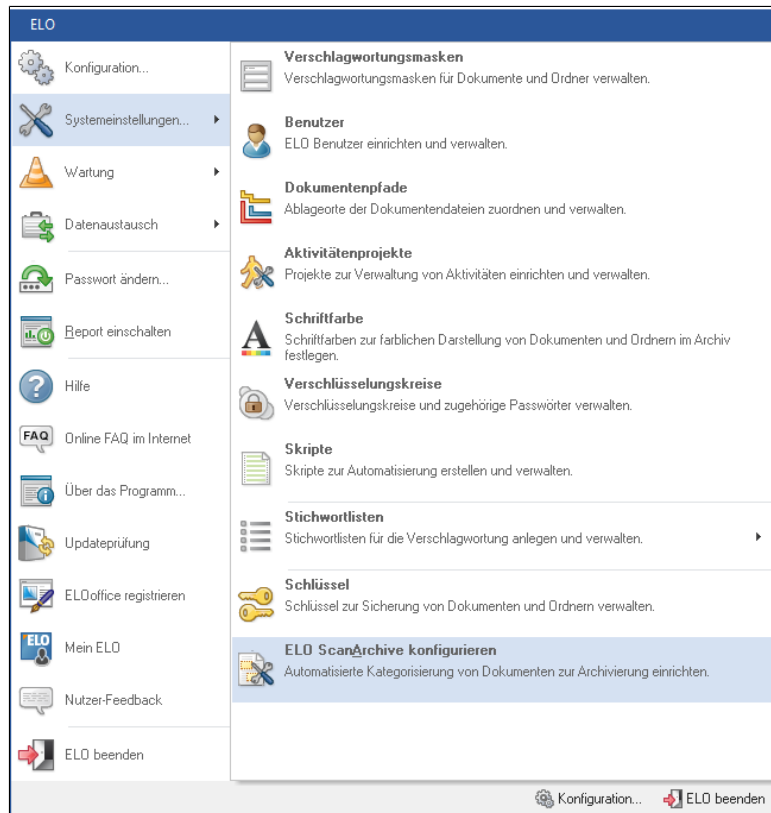 ELO
Konfiguration...
Systemeinstellungen...
Wartung
Datenaustausch
Passwort ändern...
Report einschalten
Hilfe
FAQ
Online FAQ im Internet
Über das Programm...
Updateprüfung
ELOoffice registrieren
ELO
Mein ELO
Nutzer-Feedback
ELO beenden
Verschlagwortungsmasken
Verschlagwortungsmasken für Dokumente und Ordner verwalten.
Benutzer
ELO Benutzer einrichten und verwalten.
Dokumentenpfade
Ablageorte der Dokumentendateien zuordnen und verwalten.
Aktivitätenprojekte
Projekte zur Verwaltung von Aktivitäten einrichten und verwalten.
A
Schriftfarbe
Schriftfarben zur farblichen Darstellung von Dokumenten und Ordnern im Archiv
festlegen.
Verschlüsselungskreise
Verschlüsselungskreise und zugehörige Passwörter verwalten.
Skripte
Skripte zur Automatisierung erstellen und verwalten.
Stichwortlisten
Stichwortlisten für die Verschlagwortung anlegen und verwalten.
Schlüssel
Schlüssel zur Sicherung von Dokumenten und Ordnern verwalten.
ELO ScanArchive konfigurieren
Automatisierte Kategorisierung von Dokumenten zur Archivierung einrichten.
Konfiguration... ELO beenden